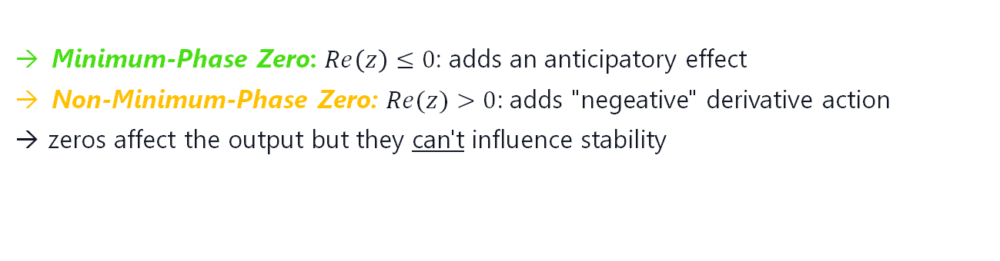 → Minimum-Phase Zero: Re(z) ≤ 0: adds an anticipatory effect
→ Non-Minimum-Phase Zero: Re(z) > 0: adds "negeative" derivative action
→ zeros affect the output but they can't influence stability